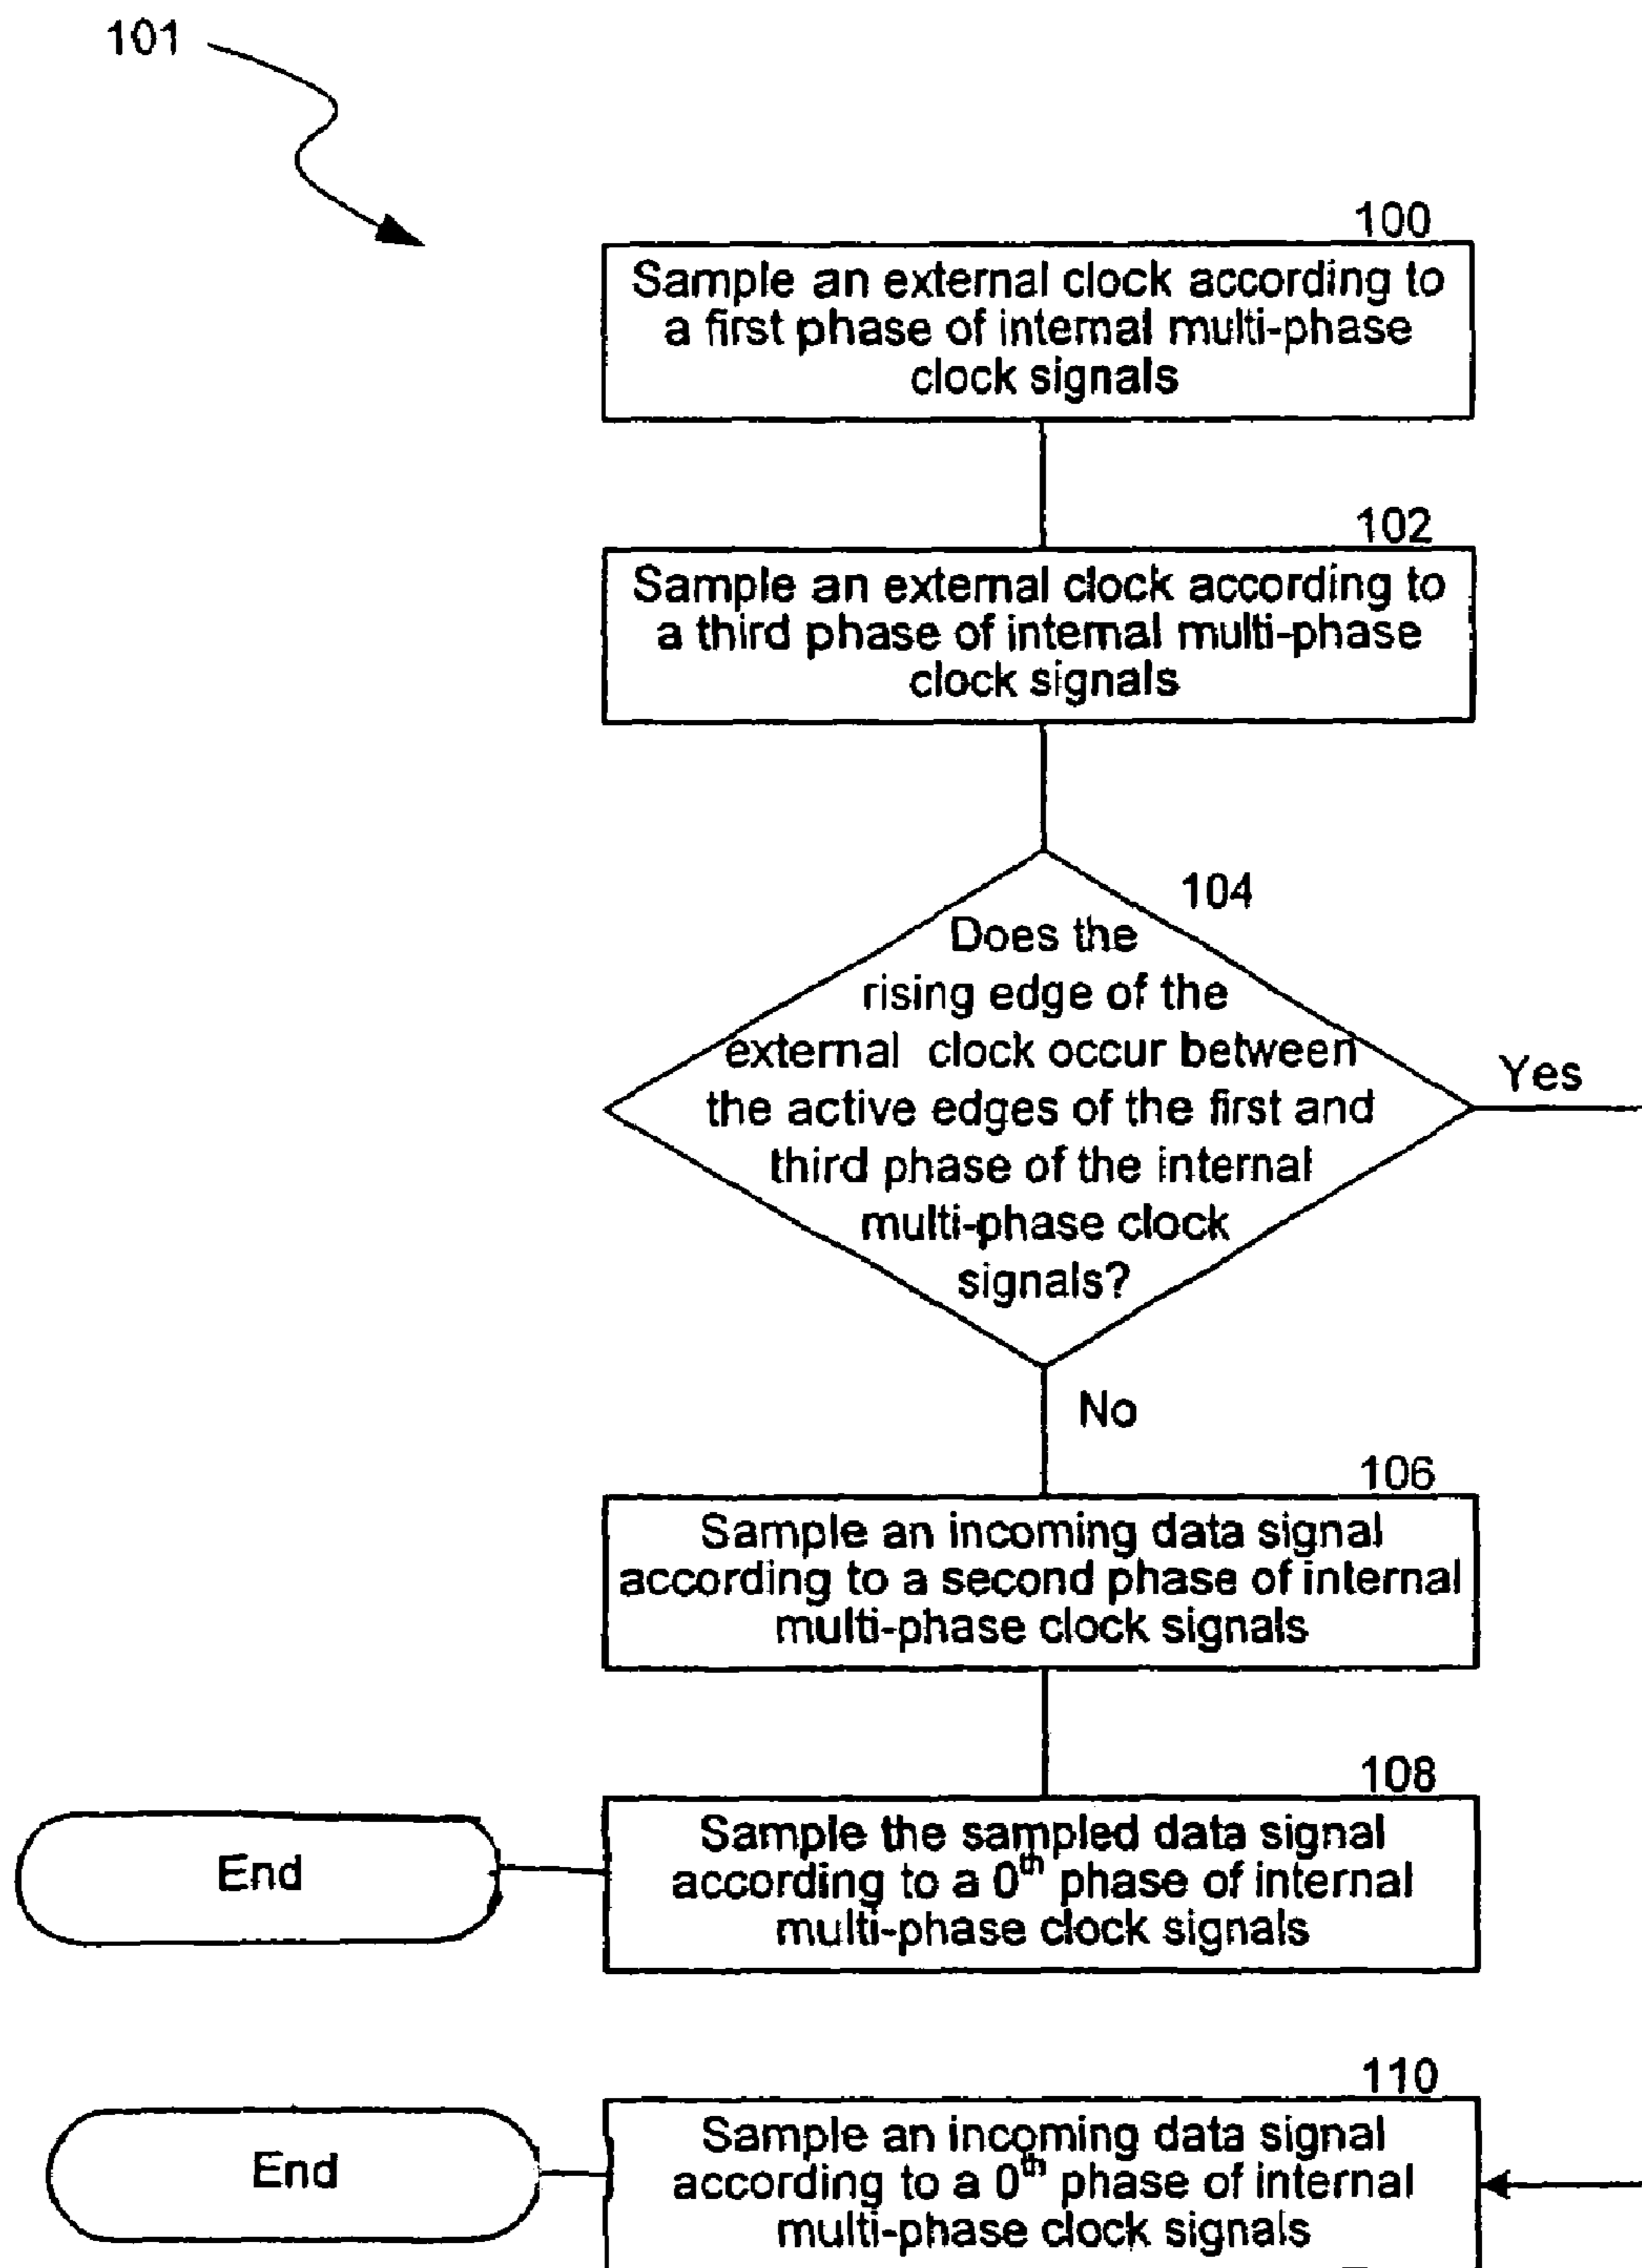 101
100
Sample an external clock according to
a first phase of internal multi-phase
clock signals
102
Sample an external clock according to
a third phase of internal multi-phase
clock signals
104
Does the
rising edge of the
external clock occur between
the active edges of the first and
third phase of the internal
multi-phase clock
signals?
Yes
No
106
Sample an incoming data signal
according to a second phase of internal
multi-phase clock signals
108
Sample the sampled data signal
according to a 0th phase of internal
multi-phase clock signals
End
110
Sample an incoming data signal
according to a 0th phase of internal
multi-phase clock signals
End